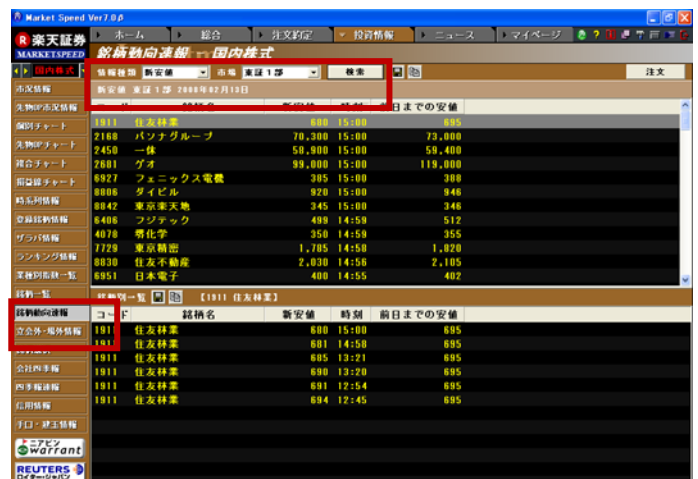 Market Speed Ver7.0β
ホーム 総合 注文約定 投資情報 ニュース マイページ
R 楽天証券
MARKETSPEED
銘柄動向速報 国内株式
国内株式
情報種類 新安値 市場 東証1部 検索 注文
新安値 東証1部 2008年02月13日
市況情報
先物OP市況情報
個別チャート
先物OPチャート
複合チャート
損益線チャート
時系列情報
登録銘柄情報
ザラバ情報
ランキング情報
業種別指数一覧
銘柄一覧
銘柄動向速報
立会外・場外情報
会社四季報
四季報速報
信用情報
手口・建玉情報
ニアピン
warrant
REUTERS
ロイター・ジャパン
コード 銘柄名 新安値 時刻 前日までの安値
1911 住友林業 680 15:00 695
2168 パソナグループ 70,300 15:00 73,000
2450 一休 58,900 15:00 59,400
2681 ゲオ 99,000 15:00 119,000
6927 フェニックス電機 385 15:00 388
8806 ダイビル 920 15:00 946
8842 東京楽天地 345 15:00 346
6406 フジテック 499 14:59 512
4078 堺化学 350 14:59 355
7729 東京精密 1,785 14:58 1,820
8830 住友不動産 2,030 14:56 2,105
6951 日本電子 400 14:55 402
銘柄別一覧 【1911 住友林業】
コード 銘柄名 新安値 時刻 前日までの安値
1911 住友林業 680 15:00 695
1911 住友林業 681 14:58 695
1911 住友林業 685 13:21 695
1911 住友林業 690 13:20 695
1911 住友林業 691 12:54 695
1911 住友林業 694 12:45 695